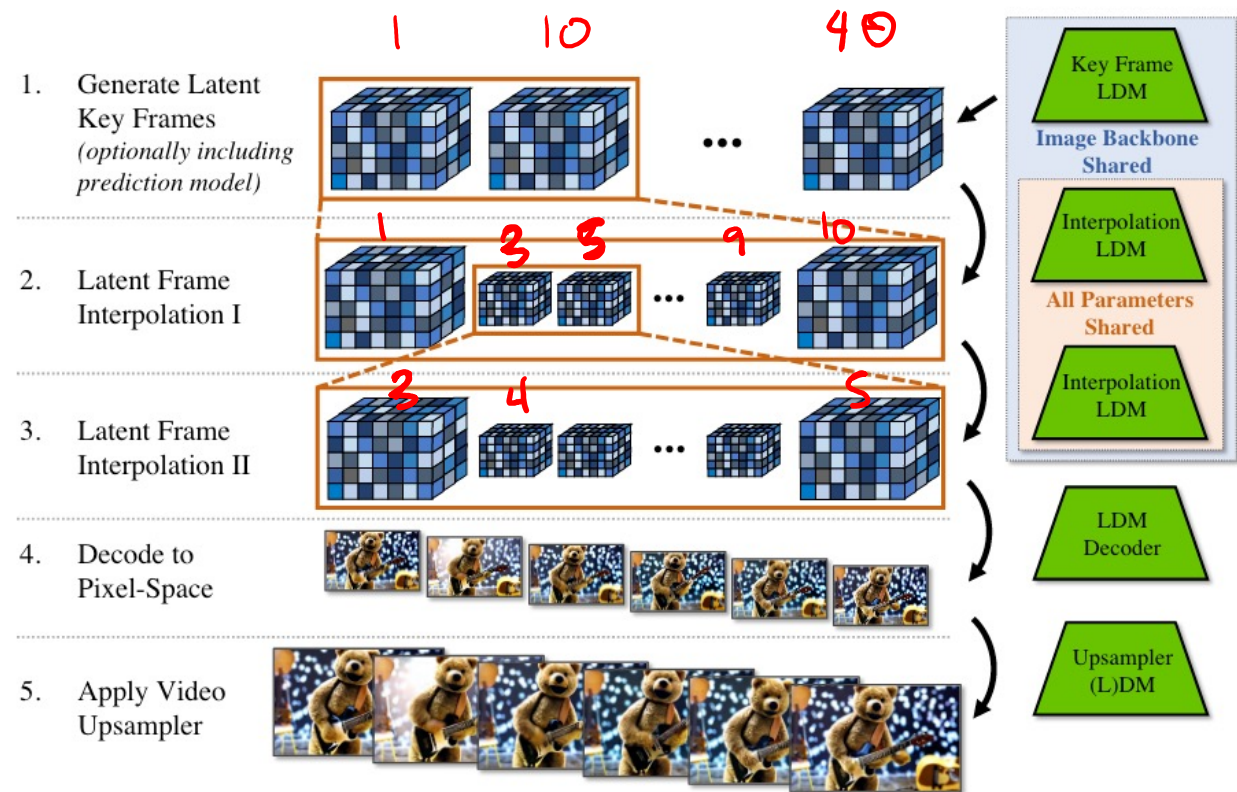 1 10 40
1. Generate Latent
Key Frames
(optionally including
prediction model)
Key Frame
LDM
Image Backbone
Shared
1 3 5 9 10
2. Latent Frame
Interpolation I
Interpolation
LDM
All Parameters
Shared
3 4 5
3. Latent Frame
Interpolation II
Interpolation
LDM
4. Decode to
Pixel-Space
LDM
Decoder
5. Apply Video
Upsampler
Upsampler
(L)DM